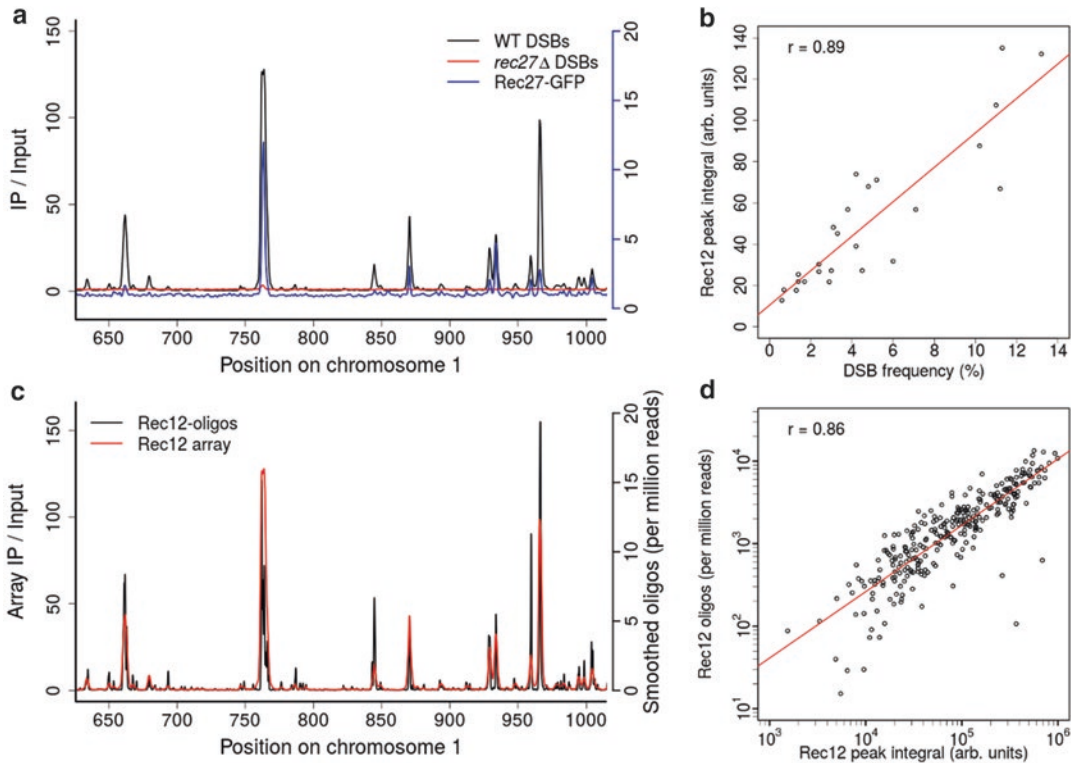 a
150
100
50
0
IP / Input
WT DSBs
rec27Δ DSBs
Rec27-GFP
20
15
10
5
0
650 700 750 800 850 900 950 1000
Position on chromosome 1
b
r = 0.89
140
120
100
80
60
40
20
0
Rec12 peak integral (arb. units)
0 2 4 6 8 10 12 14
DSB frequency (%)
c
150
100
50
0
Array IP / Input
Rec12-oligos
Rec12 array
20
15
10
5
0
Smoothed oligos (per million reads)
650 700 750 800 850 900 950 1000
Position on chromosome 1
d
r = 0.86
10⁴
10³
10²
10¹
Rec12 oligos (per million reads)
10³ 10⁴ 10⁵ 10⁶
Rec12 peak integral (arb. units)